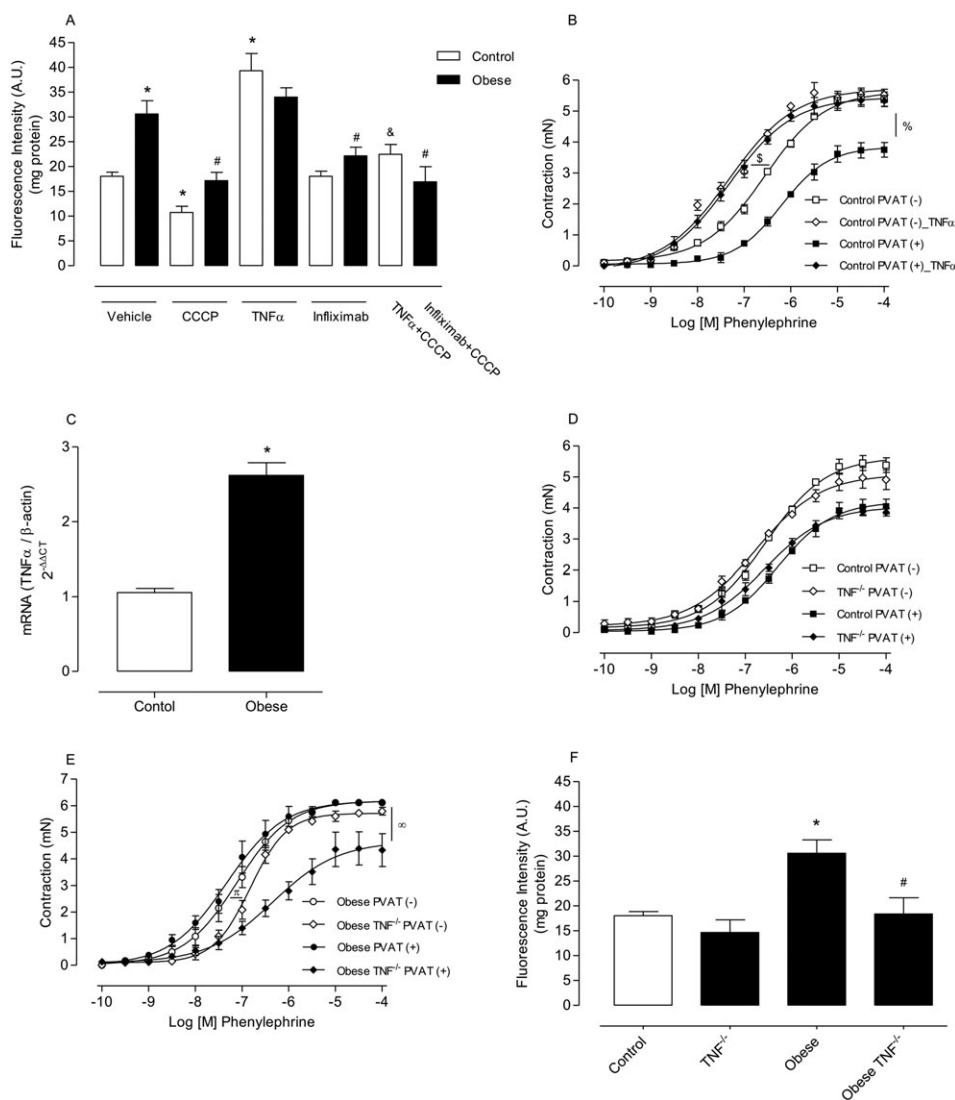 A
Fluorescence Intensity (A.U.)
(mg protein)
45
40
35
30
25
20
15
10
5
0
*
*
#
*
#
&
#
Control
Obese
Vehicle
CCCP
TNFα
Infliximab
TNFα+CCCP
Infliximab+CCCP
B
Contraction (mN)
6
5
4
3
2
1
0
$
%
Control PVAT (-)
Control PVAT (-)_TNFα
Control PVAT (+)
Control PVAT (+)_TNFα
-10 -9 -8 -7 -6 -5 -4
Log [M] Phenylephrine
C
mRNA (TNFα / β-actin)
2^-ΔΔCT
3
2
1
0
*
Contol
Obese
D
Contraction (mN)
6
5
4
3
2
1
0
Control PVAT (-)
TNF-/- PVAT (-)
Control PVAT (+)
TNF-/- PVAT (+)
-10 -9 -8 -7 -6 -5 -4
Log [M] Phenylephrine
E
Contraction (mN)
7
6
5
4
3
2
1
0
π
∞
Obese PVAT (-)
Obese TNF-/- PVAT (-)
Obese PVAT (+)
Obese TNF-/- PVAT (+)
-10 -9 -8 -7 -6 -5 -4
Log [M] Phenylephrine
F
Fluorescence Intensity (A.U.)
(mg protein)
45
40
35
30
25
20
15
10
5
0
*
#
Control
TNF-/-
Obese
Obese TNF-/-